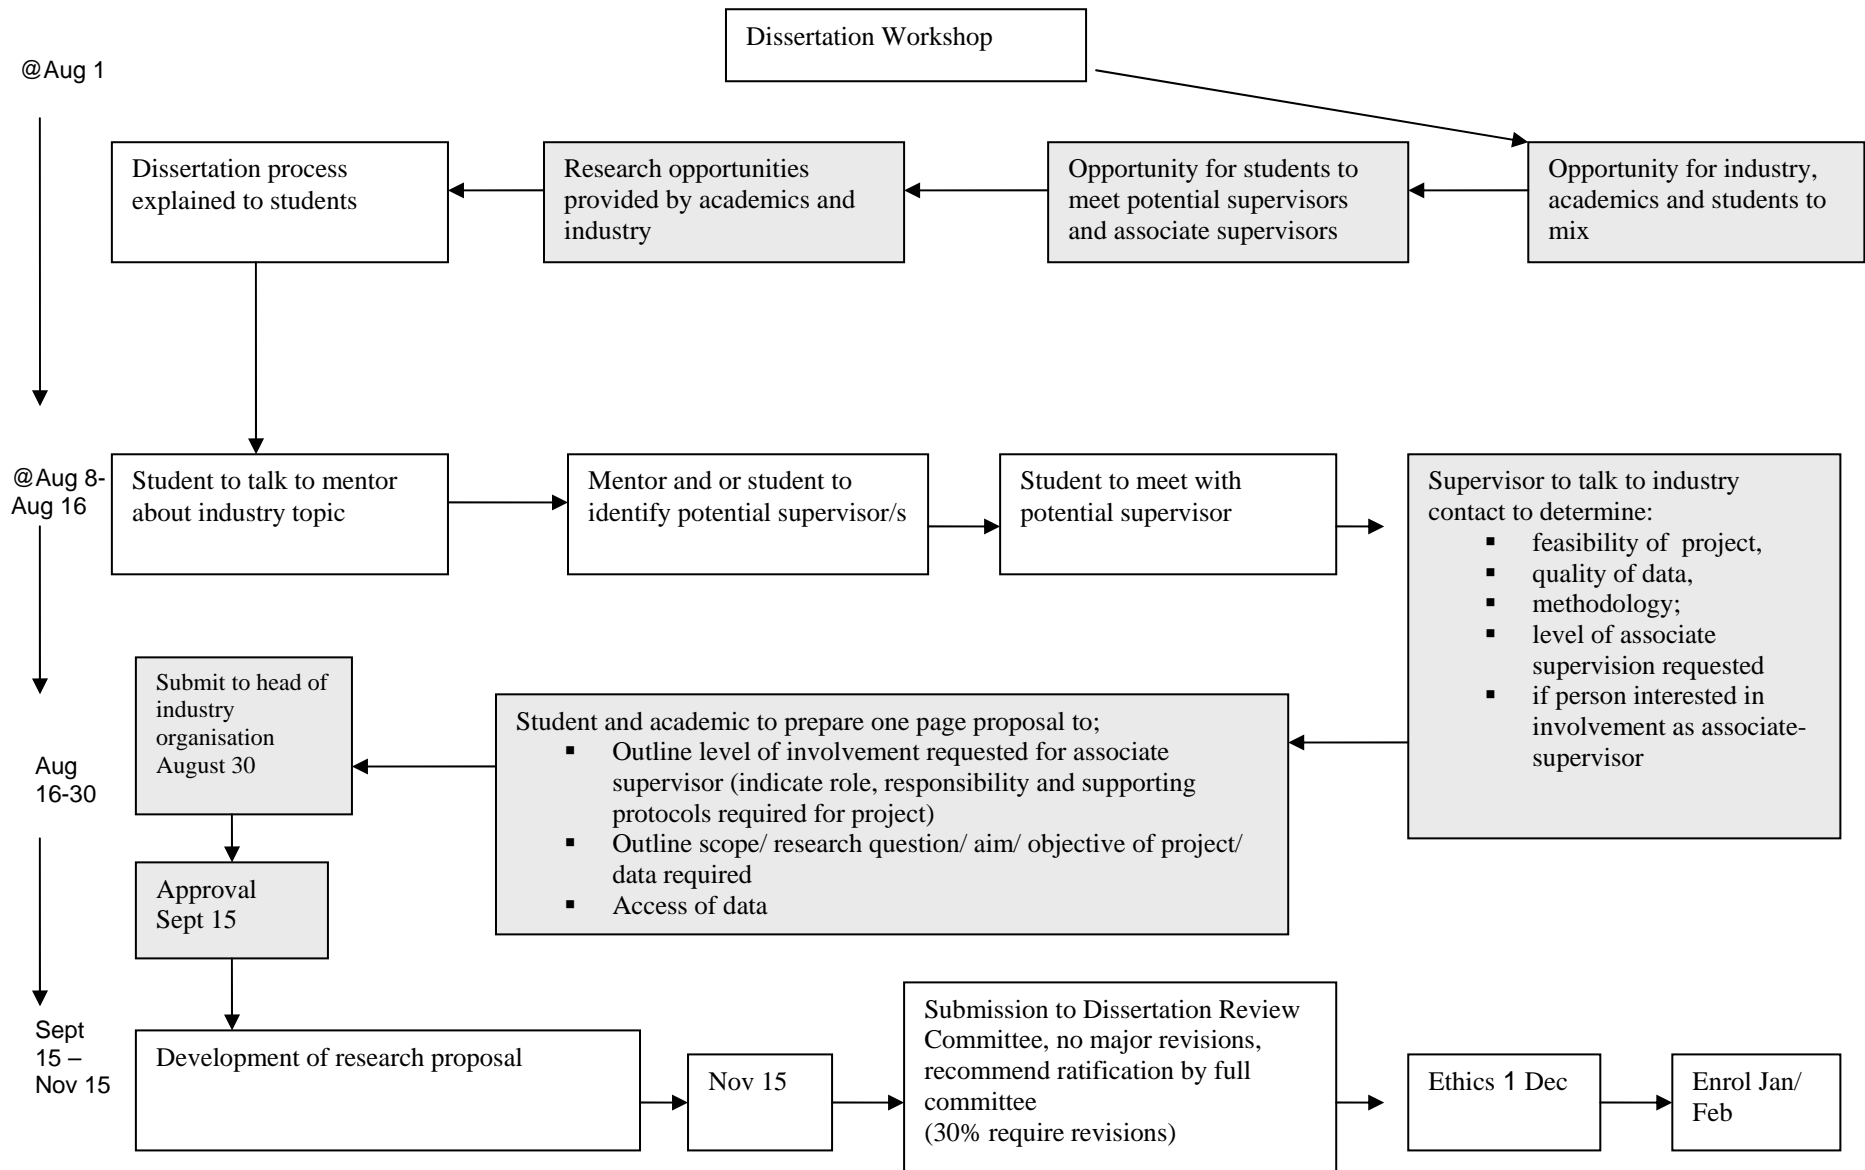 Dissertation Workshop
@Aug 1
Dissertation process
explained to students
Research opportunities
provided by academics and
industry
Opportunity for students to
meet potential supervisors
and associate supervisors
Opportunity for industry,
academics and students to
mix
@Aug 8-
Aug 16
Student to talk to mentor
about industry topic
Mentor and or student to
identify potential supervisor/s
Student to meet with
potential supervisor
Supervisor to talk to industry
contact to determine:
▪ feasibility of  project,
▪ quality of data,
▪ methodology;
▪ level of associate
supervision requested
▪ if person interested in
involvement as associate-
supervisor
Aug
16-30
Submit to head of
industry
organisation
August 30
Student and academic to prepare one page proposal to;
▪ Outline level of involvement requested for associate
supervisor (indicate role, responsibility and supporting
protocols required for project)
▪ Outline scope/ research question/ aim/ objective of project/
data required
▪ Access of data
Approval
Sept 15
Sept
15 –
Nov 15
Development of research proposal
Nov 15
Submission to Dissertation Review
Committee, no major revisions,
recommend ratification by full
committee
(30% require revisions)
Ethics 1 Dec
Enrol Jan/
Feb